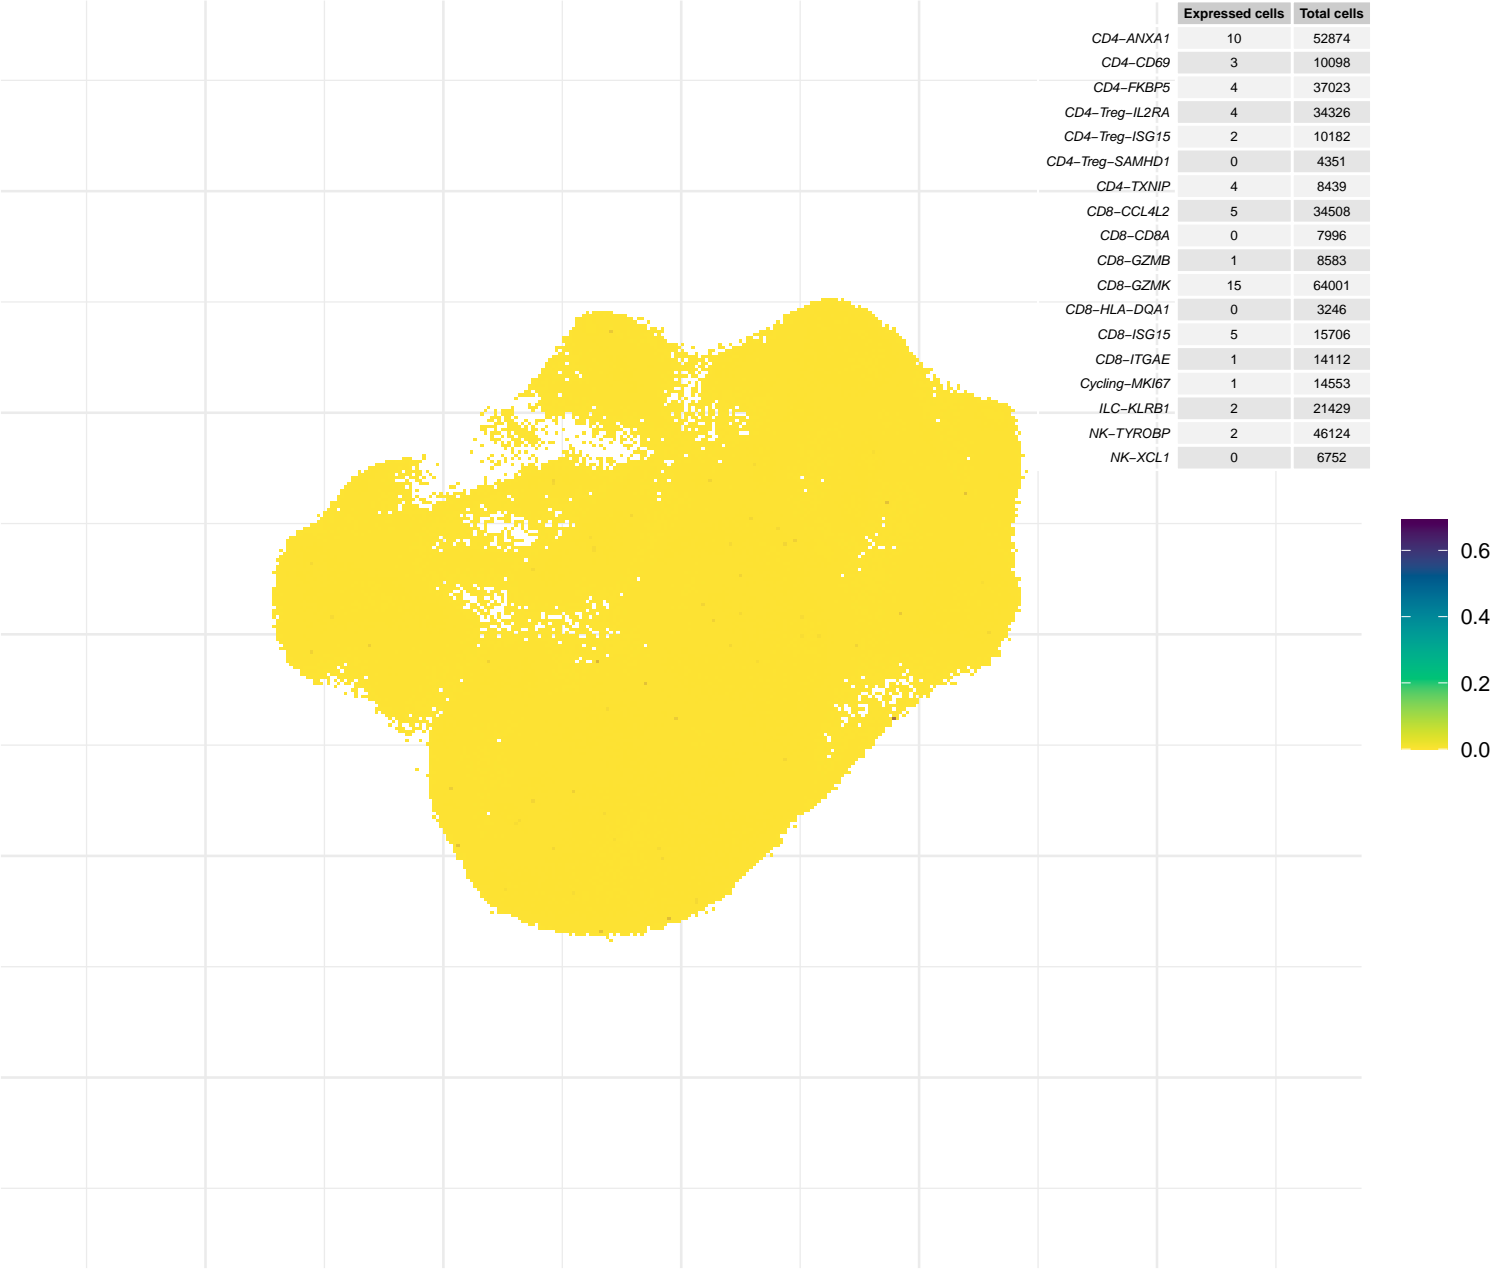 Expressed cells Total cells
CD4−ANXA1 10 52874
CD4−CD69 3 10098
CD4−FKBP5 4 37023
CD4−Treg−IL2RA 4 34326
CD4−Treg−ISG15 2 10182
CD4−Treg−SAMHD1 0 4351
CD4−TXNIP 4 8439
CD8−CCL4L2 5 34508
CD8−CD8A 0 7996
CD8−GZMB 1 8583
CD8−GZMK 15 64001
CD8−HLA−DQA1 0 3246
CD8−ISG15 5 15706
CD8−ITGAE 1 14112
Cycling−MKI67 1 14553
ILC−KLRB1 2 21429
NK−TYROBP 2 46124
NK−XCL1 0 6752
0.6
0.4
0.2
0.0